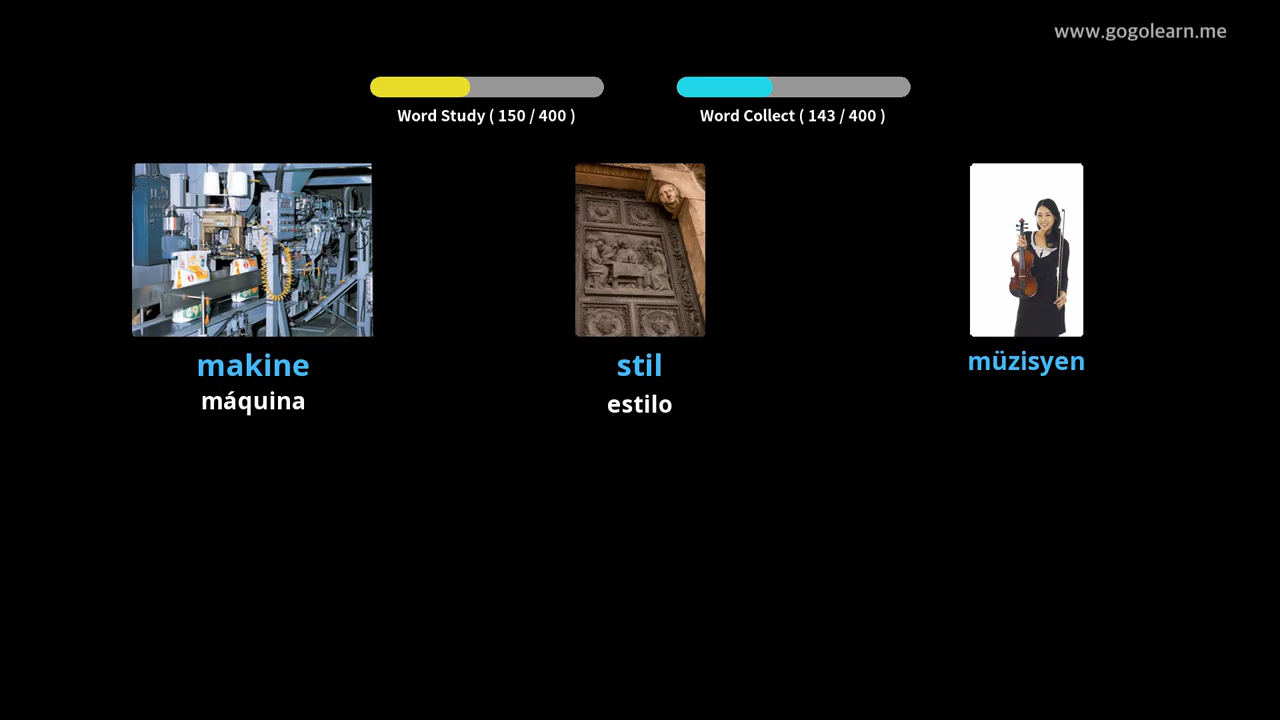 www.gogolearn.me
Word Study ( 150 / 400 )
Word Collect ( 143 / 400 )
makine
máquina
stil
estilo
müzisyen